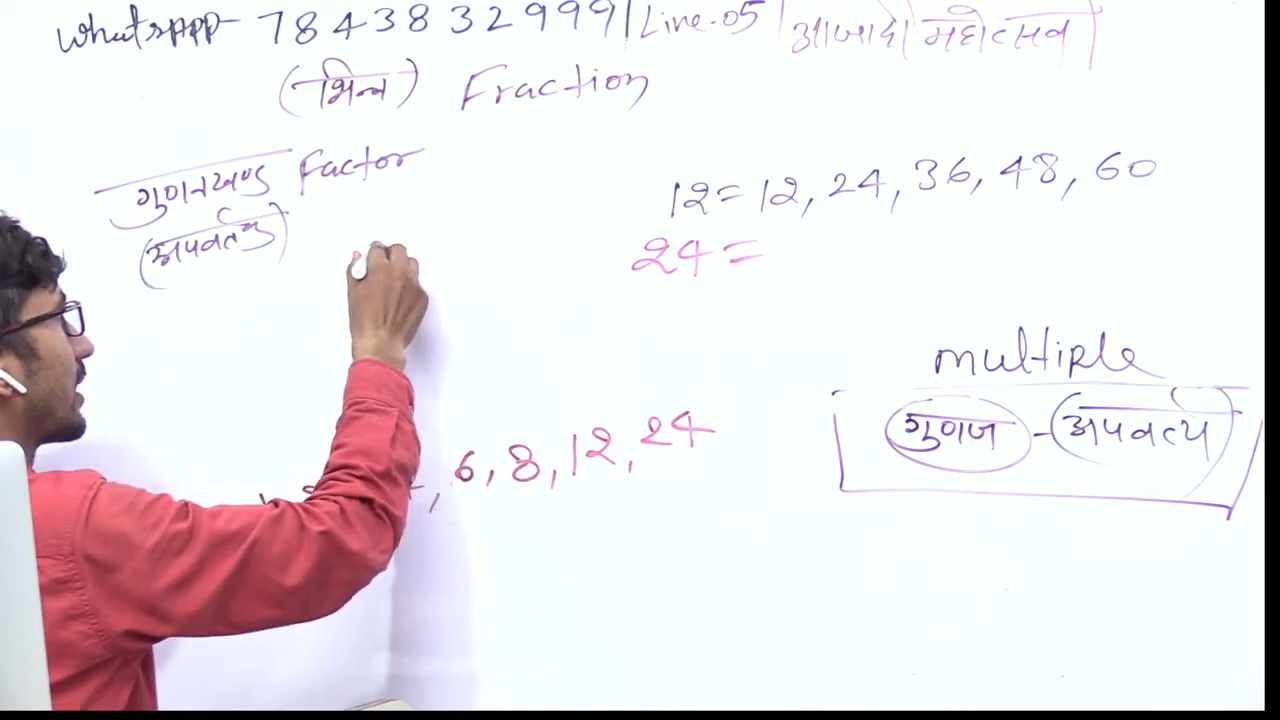 Whatsppp- 7843832999 | Line-05 | आजादी महोत्सव
(भिन्न) Fraction
गुणनखण्ड Factor
(अपवर्तक)
12 = 12, 24, 36, 48, 60
24 =
multiple
गुणज - अपवर्त्य
6, 8, 12, 24